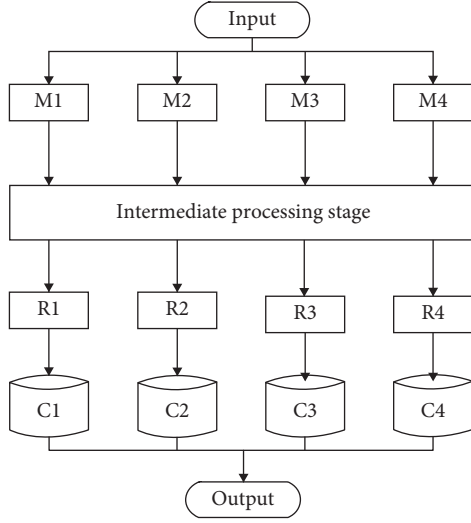 Input
M1 M2 M3 M4
Intermediate processing stage
R1 R2 R3 R4
C1 C2 C3 C4
Output